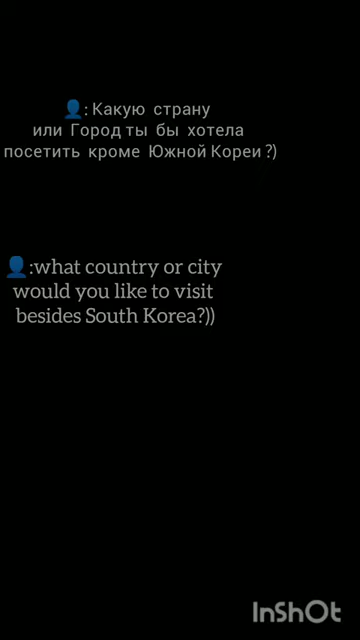 👤: Какую страну
или Город ты бы хотела
посетить кроме Южной Кореи ?)
👤:what country or city
would you like to visit
besides South Korea?))
InShOt